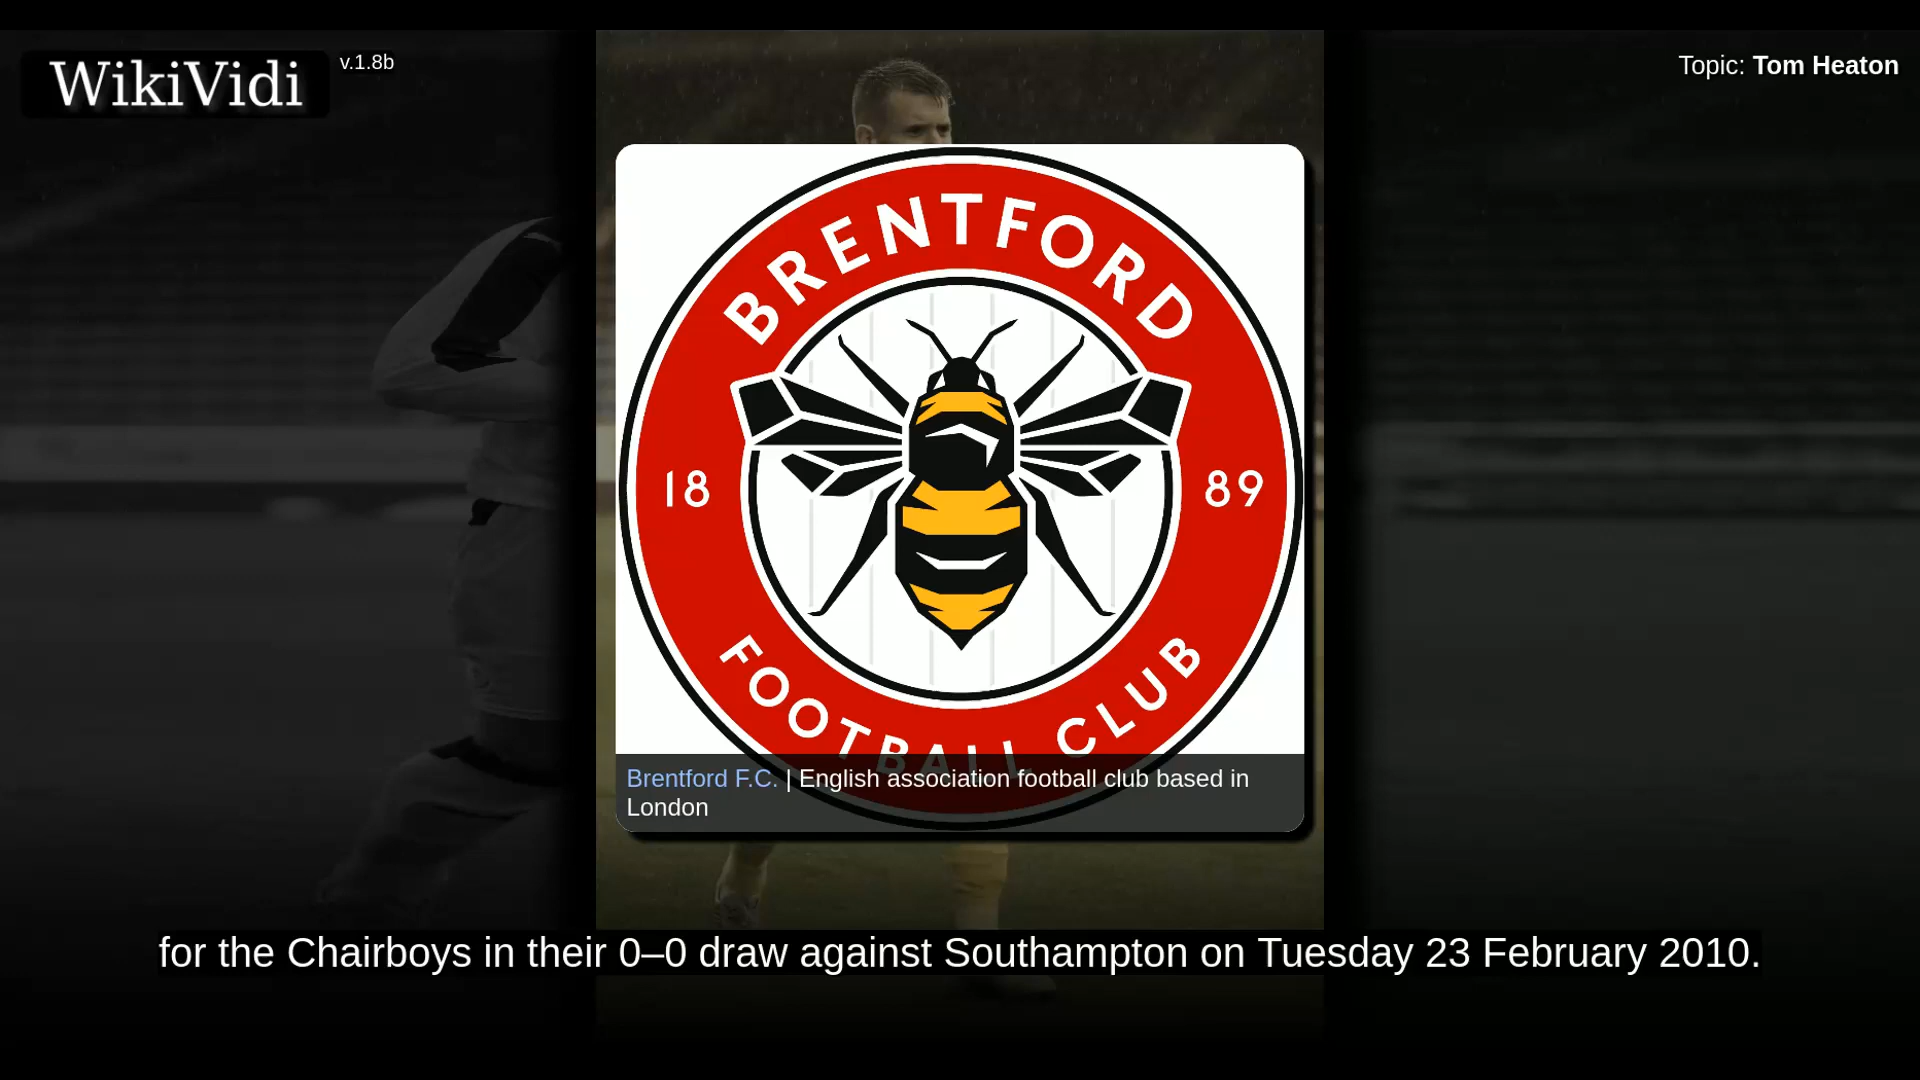 WikiVidi
v.1.8b
Topic: Tom Heaton
BRENTFORD
18 89
FOOTBALL CLUB
Brentford F.C. | English association football club based in
London
for the Chairboys in their 0–0 draw against Southampton on Tuesday 23 February 2010.